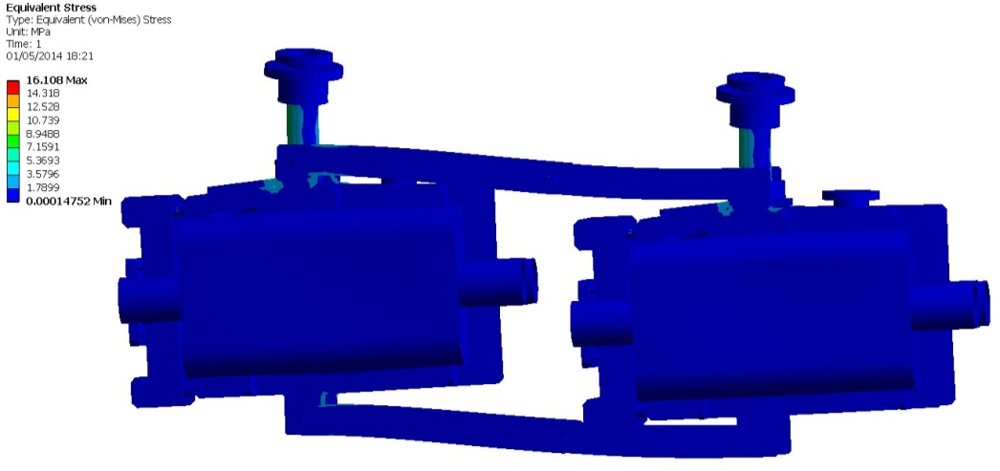 Equivalent Stress
Type: Equivalent (von-Mises) Stress
Unit: MPa
Time: 1
01/05/2014 18:21
16.108 Max
14.318
12.528
10.739
8.9488
7.1591
5.3693
3.5796
1.7899
0.00014752 Min